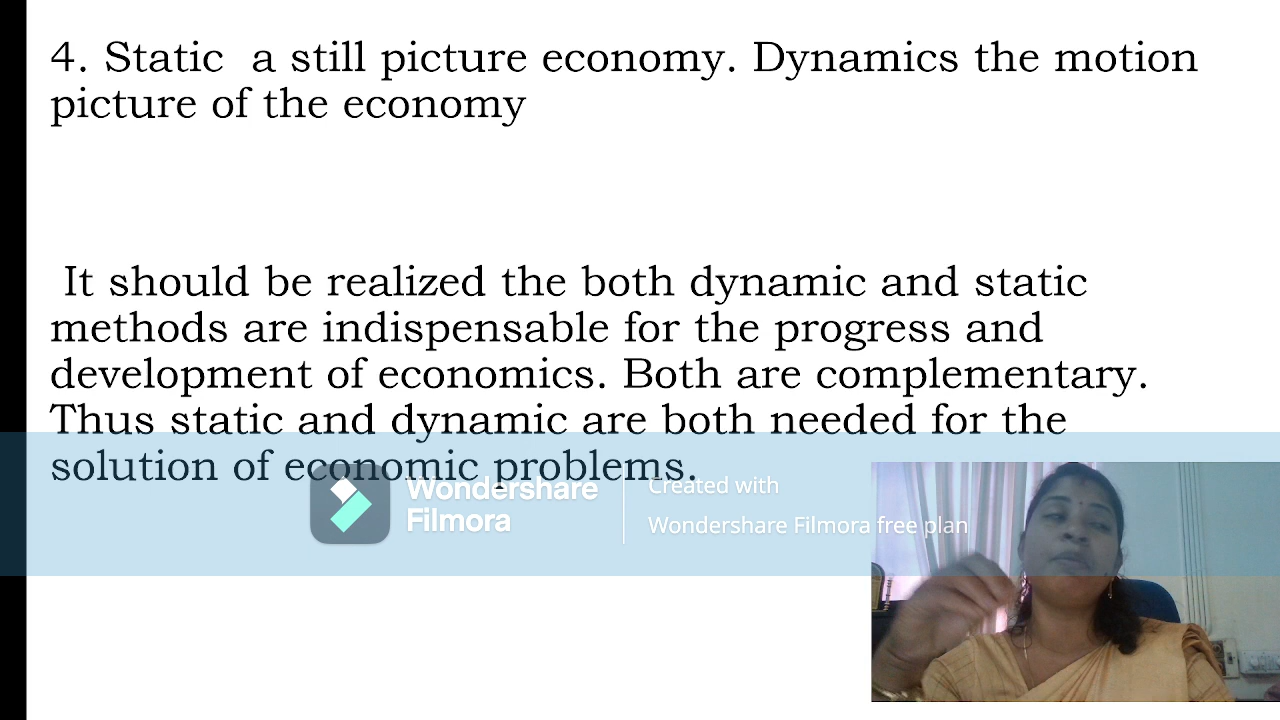 4. Static  a still picture economy. Dynamics the motion
picture of the economy
It should be realized the both dynamic and static
methods are indispensable for the progress and
development of economics. Both are complementary.
Thus static and dynamic are both needed for the
solution of economic problems.
Wondershare
Filmora
Created with
Wondershare Filmora free plan